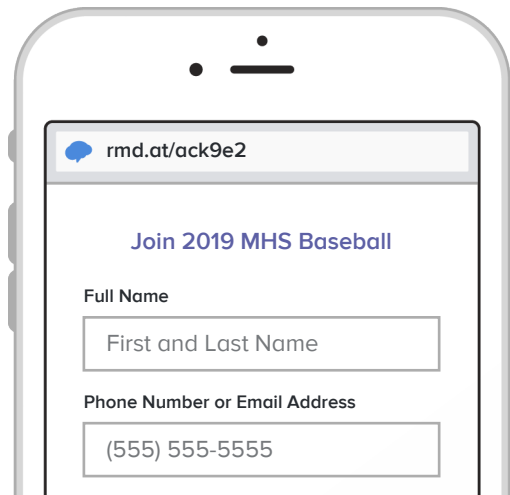 rmd.at/ack9e2
Join 2019 MHS Baseball
Full Name
First and Last Name
Phone Number or Email Address
(555) 555-5555